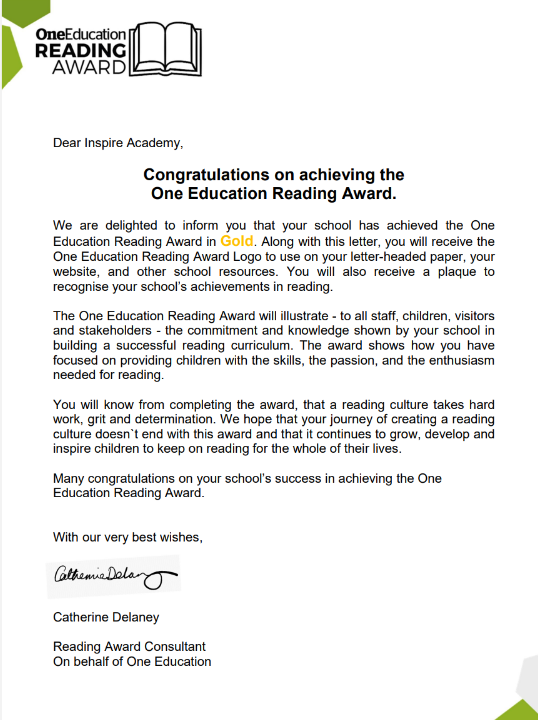 OneEducation
READING
AWARD
Dear Inspire Academy,
Congratulations on achieving the
One Education Reading Award.
We are delighted to inform you that your school has achieved the One
Education Reading Award in Gold. Along with this letter, you will receive the
One Education Reading Award Logo to use on your letter-headed paper, your
website, and other school resources. You will also receive a plaque to
recognise your school’s achievements in reading.
The One Education Reading Award will illustrate - to all staff, children, visitors
and stakeholders - the commitment and knowledge shown by your school in
building a successful reading curriculum. The award shows how you have
focused on providing children with the skills, the passion, and the enthusiasm
needed for reading.
You will know from completing the award, that a reading culture takes hard
work, grit and determination. We hope that your journey of creating a reading
culture doesn`t end with this award and that it continues to grow, develop and
inspire children to keep on reading for the whole of their lives.
Many congratulations on your school’s success in achieving the One
Education Reading Award.
With our very best wishes,
Catherine Delaney
Catherine Delaney
Reading Award Consultant
On behalf of One Education